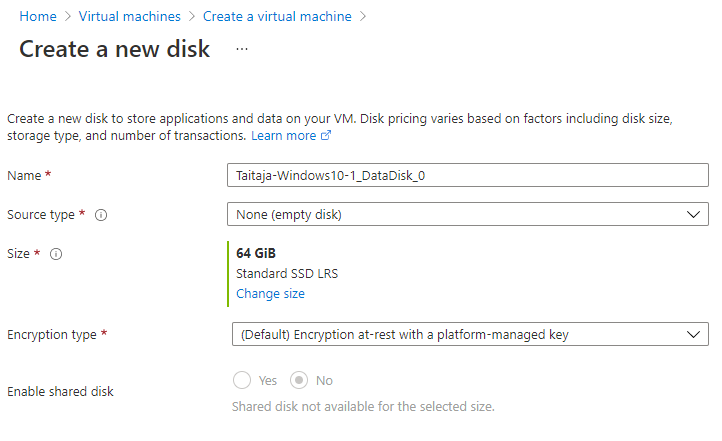 Home > Virtual machines > Create a virtual machine >
Create a new disk ...
Create a new disk to store applications and data on your VM. Disk pricing varies based on factors including disk size,
storage type, and number of transactions. Learn more
Name * Taitaja-Windows10-1_DataDisk_0
Source type * None (empty disk)
Size * 64 GiB
Standard SSD LRS
Change size
Encryption type * (Default) Encryption at-rest with a platform-managed key
Enable shared disk Yes No
Shared disk not available for the selected size.